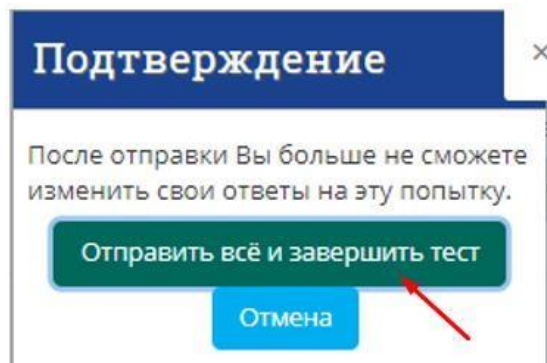 Подтверждение
×
После отправки Вы больше не сможете
изменить свои ответы на эту попытку.
Отправить всё и завершить тест
Отмена